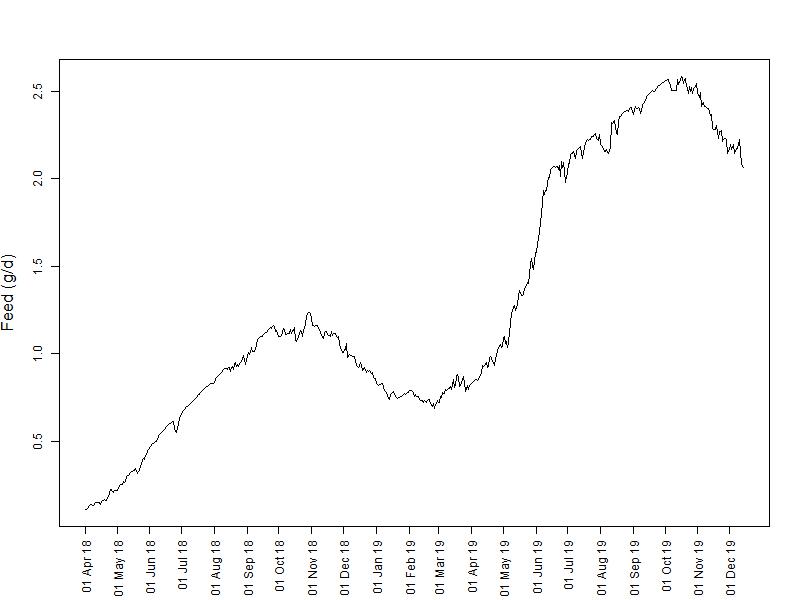 Feed (g/d)
2.5
2.0
1.5
1.0
0.5
01 Apr 18
01 May 18
01 Jun 18
01 Jul 18
01 Aug 18
01 Sep 18
01 Oct 18
01 Nov 18
01 Dec 18
01 Jan 19
01 Feb 19
01 Mar 19
01 Apr 19
01 May 19
01 Jun 19
01 Jul 19
01 Aug 19
01 Sep 19
01 Oct 19
01 Nov 19
01 Dec 19